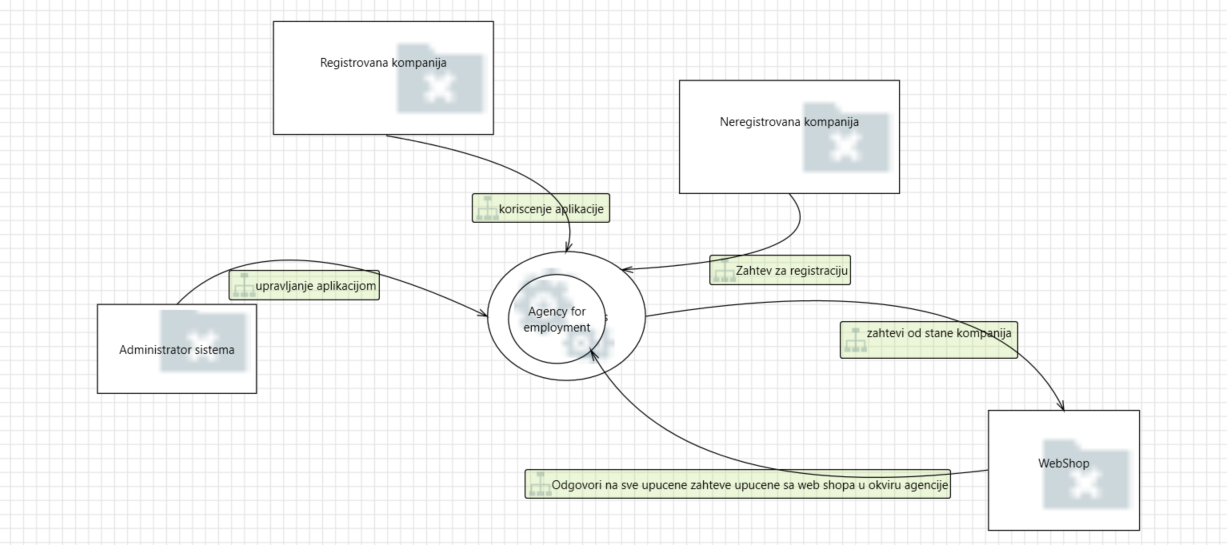 Registrovana kompanija
Neregistrovana kompanija
koriscenje aplikacije
Zahtev za registraciju
upravljanje aplikacijom
Agency for
employment
zahtevi od stane kompanija
Administrator sistema
WebShop
Odgovori na sve upucene zahteve upucene sa web shopa u okviru agencije